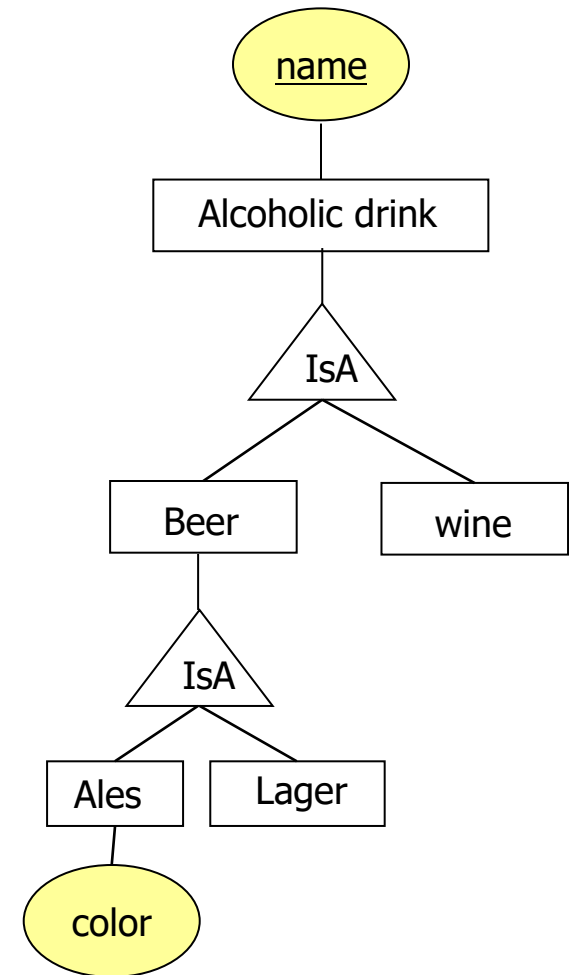 name
Alcoholic drink
IsA
Beer
wine
IsA
Ales
Lager
color